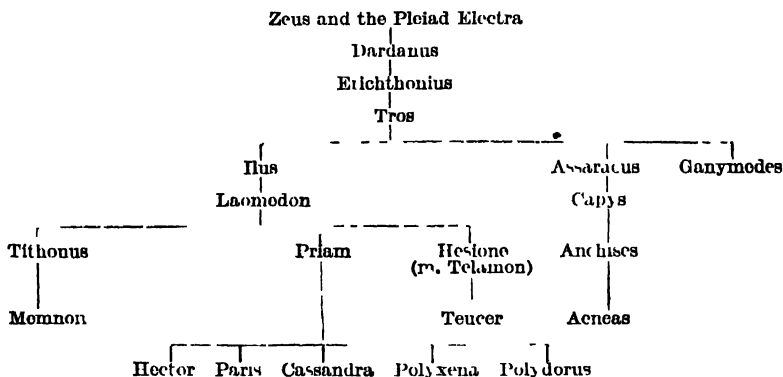 Zeus and the Pleiad Electra
Dardanus
Erichthonius
Tros
Ilus Assaracus Ganymedes
Laomedon Capys
Tithonus Priam Hesione Anchises
(m. Telamon)
Memnon Teucer Aeneas
Hector Paris Cassandra Polyxena Polydorus